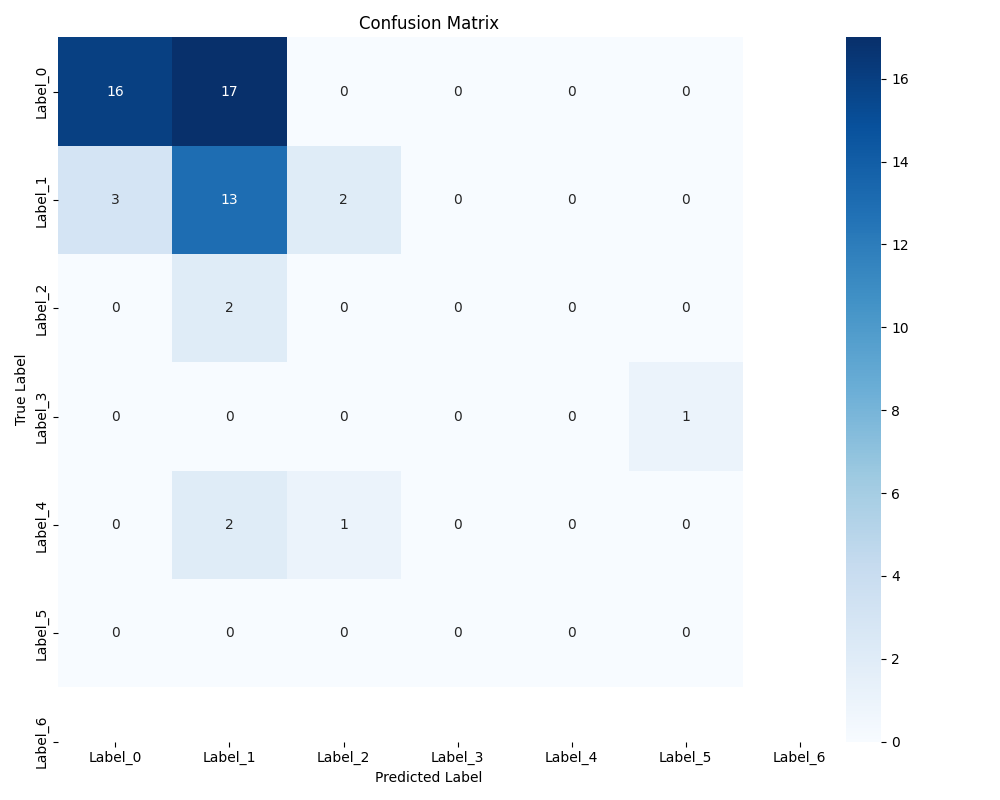 Confusion Matrix
Label_0 16 17 0 0 0 0
Label_1 3 13 2 0 0 0
Label_2 0 2 0 0 0 0
Label_3 0 0 0 0 0 1
Label_4 0 2 1 0 0 0
Label_5 0 0 0 0 0 0
Label_6
True Label
Label_0 Label_1 Label_2 Label_3 Label_4 Label_5 Label_6
Predicted Label
16
14
12
10
8
6
4
2
0